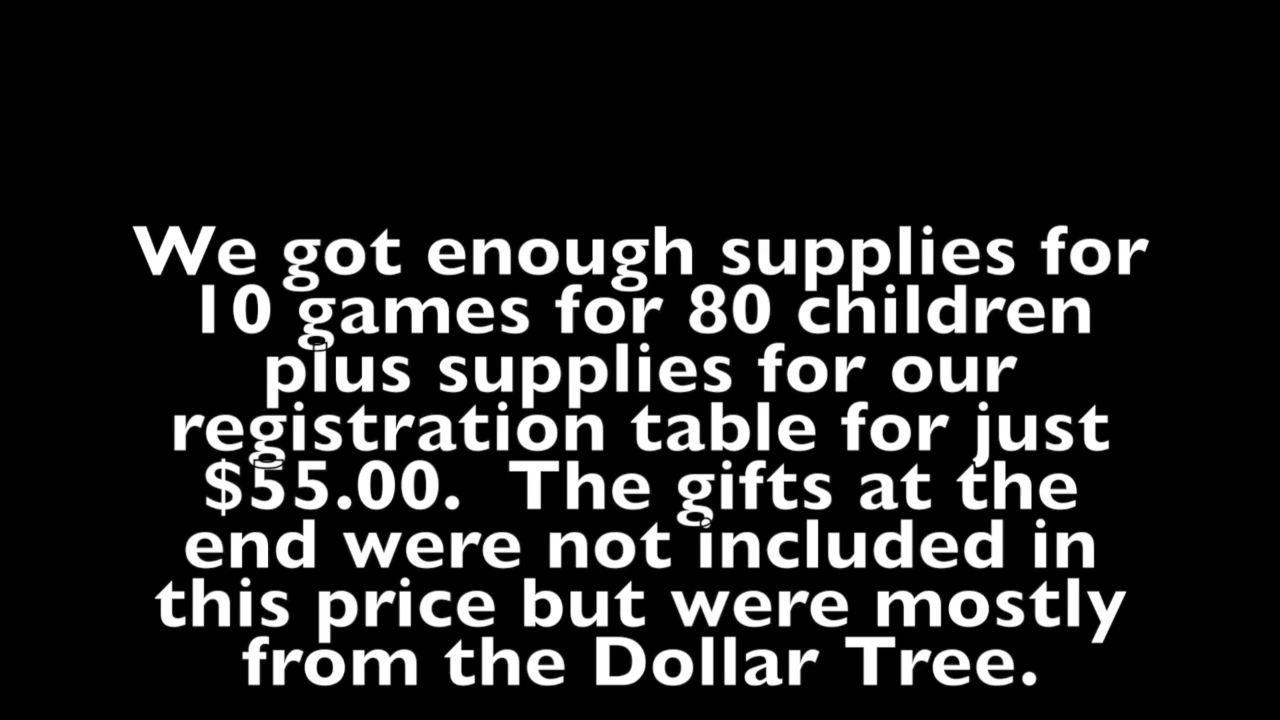 We got enough supplies for
10 games for 80 children
plus supplies for our
registration table for just
$55.00.  The gifts at the
end were not included in
this price but were mostly
from the Dollar Tree.